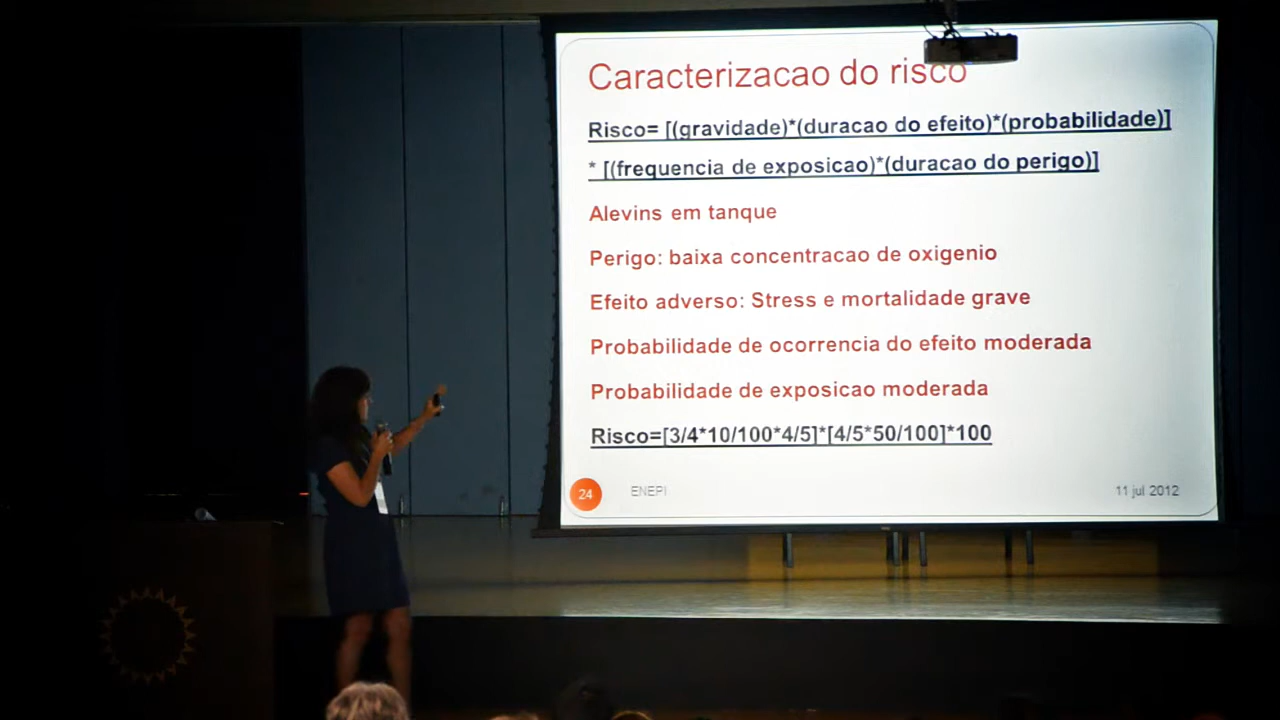 Caracterizacao do risco
Risco= [(gravidade)*(duracao do efeito)*(probabilidade)]
* [(frequencia de exposicao)*(duracao do perigo)]
Alevins em tanque
Perigo: baixa concentracao de oxigenio
Efeito adverso: Stress e mortalidade grave
Probabilidade de ocorrencia do efeito moderada
Probabilidade de exposicao moderada
Risco=[3/4*10/100*4/5]*[4/5*50/100]*100
24
ENEPI
11 jul 2012